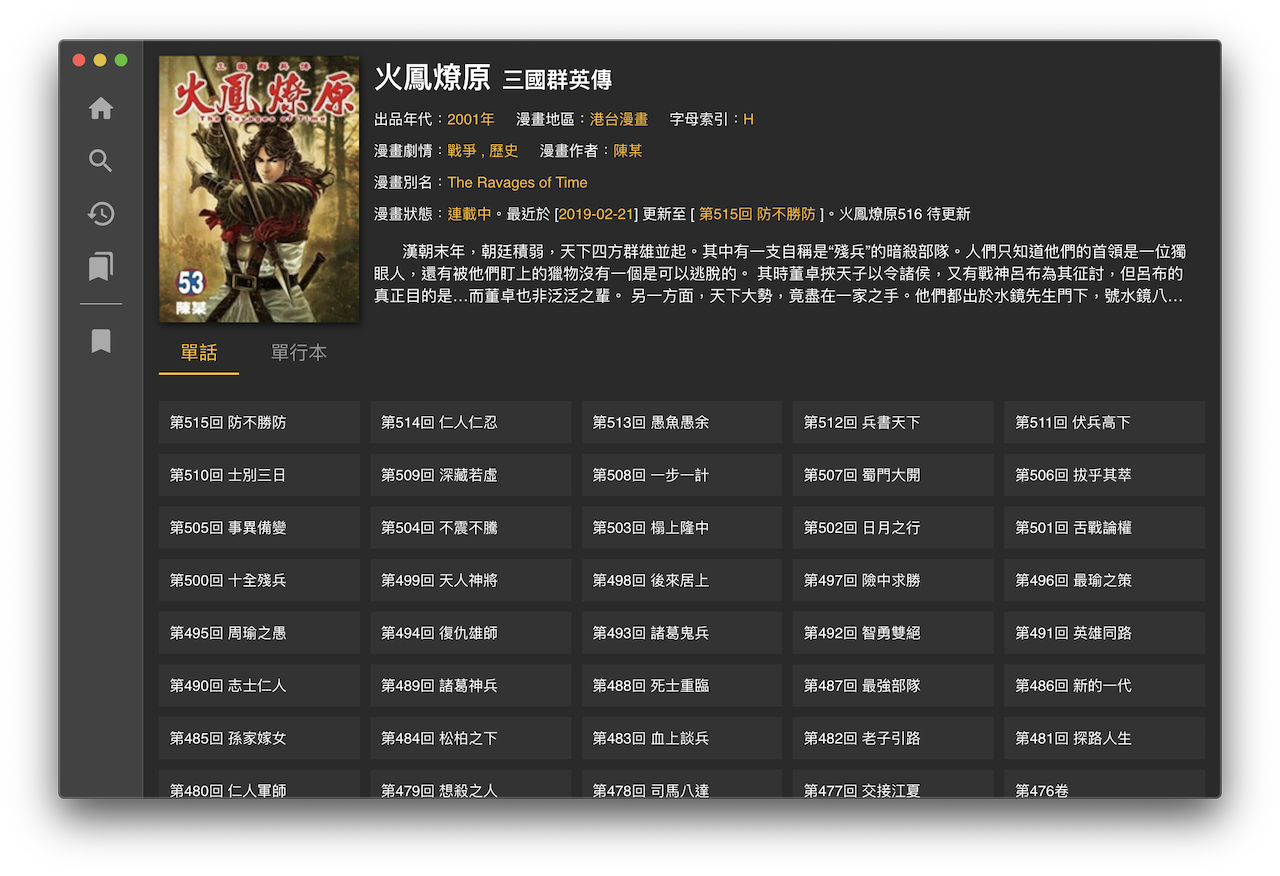 三國群英傳
火鳳燎原
The Ravages of Time
53
陳某
火鳳燎原 三國群英傳
出品年代：2001年 漫畫地區：港台漫畫 字母索引：H
漫畫劇情：戰爭 , 歷史 漫畫作者：陳某
漫畫別名：The Ravages of Time
漫畫狀態：連載中。最近於 [2019-02-21] 更新至 [ 第515回 防不勝防 ]。火鳳燎原516 待更新
漢朝末年，朝廷積弱，天下四方群雄並起。其中有一支自稱是“殘兵”的暗殺部隊。人們只知道他們的首領是一位獨
眼人，還有被他們盯上的獵物沒有一個是可以逃脫的。 其時董卓挾天子以令諸侯，又有戰神呂布為其征討，但呂布的
真正目的是…而董卓也非泛泛之輩。 另一方面，天下大勢，竟盡在一家之手。他們都出於水鏡先生門下，號水鏡八…
單話 單行本
第515回 防不勝防 第514回 仁人仁忍 第513回 愚魚愚余 第512回 兵書天下 第511回 伏兵高下
第510回 士別三日 第509回 深藏若虛 第508回 一步一計 第507回 蜀門大開 第506回 拔乎其萃
第505回 事異備變 第504回 不震不騰 第503回 榻上隆中 第502回 日月之行 第501回 舌戰論權
第500回 十全殘兵 第499回 天人神將 第498回 後來居上 第497回 險中求勝 第496回 最瑜之策
第495回 周瑜之愚 第494回 復仇雄師 第493回 諸葛鬼兵 第492回 智勇雙絕 第491回 英雄同路
第490回 志士仁人 第489回 諸葛神兵 第488回 死士重臨 第487回 最強部隊 第486回 新的一代
第485回 孫家嫁女 第484回 松柏之下 第483回 血上談兵 第482回 老子引路 第481回 探路人生
第480回 仁人軍師 第479回 想殺之人 第478回 司馬八達 第477回 交接江夏 第476卷